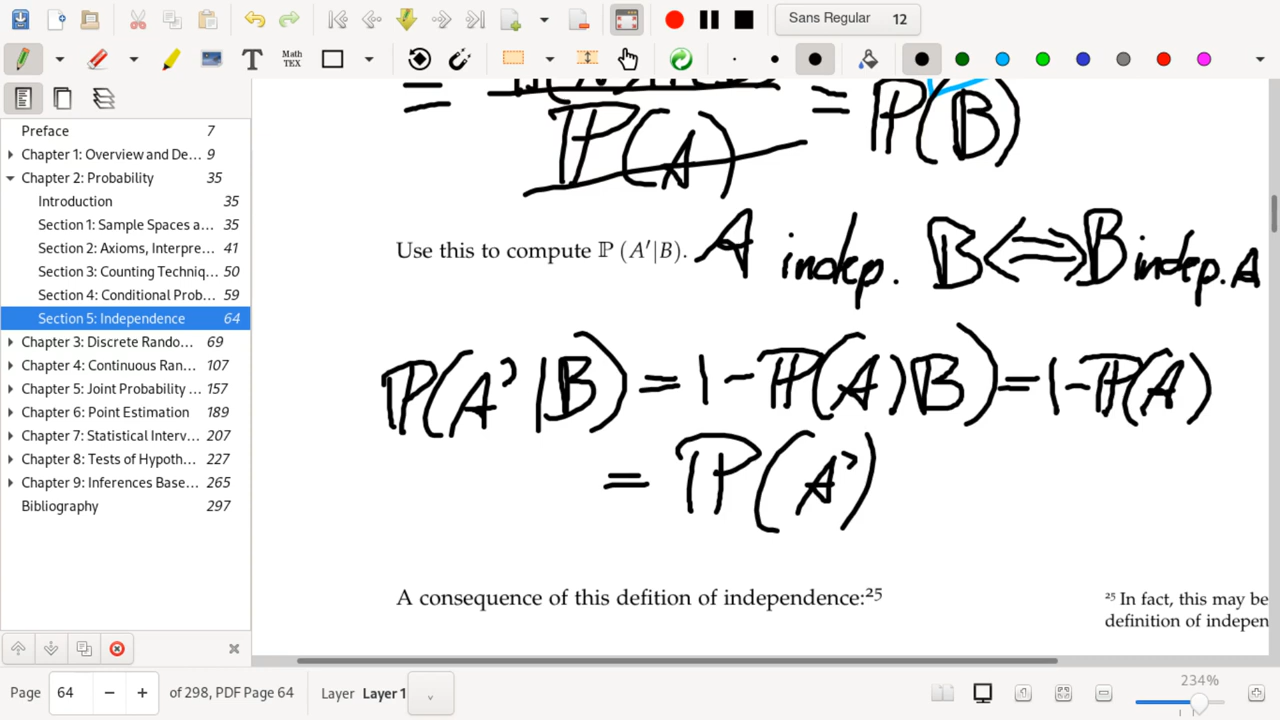 Sans Regular 12
T Math TEX
Preface 7
Chapter 1: Overview and De... 9
Chapter 2: Probability 35
Introduction 35
Section 1: Sample Spaces a... 35
Section 2: Axioms, Interpre... 41
Section 3: Counting Techniq... 50
Section 4: Conditional Prob... 59
Section 5: Independence 64
Chapter 3: Discrete Rando... 69
Chapter 4: Continuous Ran... 107
Chapter 5: Joint Probability ... 157
Chapter 6: Point Estimation 189
Chapter 7: Statistical Interv... 207
Chapter 8: Tests of Hypoth... 227
Chapter 9: Inferences Base... 265
Bibliography 297
= ℙ(A) = ℙ(B)
Use this to compute ℙ (A′|B). A indep. B ⟺ B indep. A
ℙ(A'|B) = 1-ℙ(A)B) = 1-ℙ(A)
= ℙ(A')
A consequence of this defition of independence:²⁵
²⁵ In fact, this may be
definition of indepen
Page 64 − + of 298, PDF Page 64 Layer Layer 1
234%